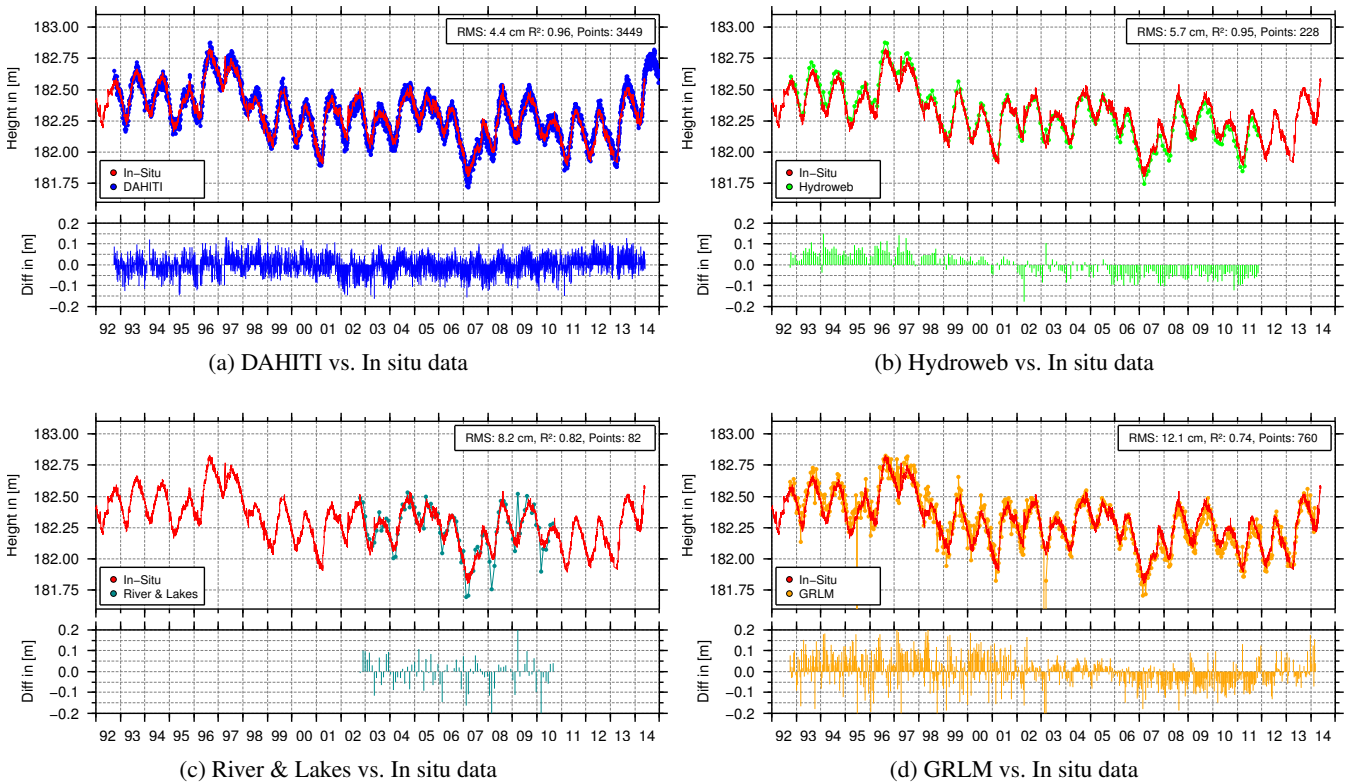 183.00
182.75
182.50
182.25
182.00
181.75
Height in [m]
RMS: 4.4 cm R²: 0.96, Points: 3449
In−Situ
DAHITI
0.2
0.1
0.0
−0.1
−0.2
Diff in [m]
92 93 94 95 96 97 98 99 00 01 02 03 04 05 06 07 08 09 10 11 12 13 14
(a) DAHITI vs. In situ data
183.00
182.75
182.50
182.25
182.00
181.75
Height in [m]
RMS: 5.7 cm, R²: 0.95, Points: 228
In−Situ
Hydroweb
0.2
0.1
0.0
−0.1
−0.2
Diff in [m]
92 93 94 95 96 97 98 99 00 01 02 03 04 05 06 07 08 09 10 11 12 13 14
(b) Hydroweb vs. In situ data
183.00
182.75
182.50
182.25
182.00
181.75
Height in [m]
RMS: 8.2 cm, R²: 0.82, Points: 82
In−Situ
River & Lakes
0.2
0.1
0.0
−0.1
−0.2
Diff in [m]
92 93 94 95 96 97 98 99 00 01 02 03 04 05 06 07 08 09 10 11 12 13 14
(c) River & Lakes vs. In situ data
183.00
182.75
182.50
182.25
182.00
181.75
Height in [m]
RMS: 12.1 cm, R²: 0.74, Points: 760
In−Situ
GRLM
0.2
0.1
0.0
−0.1
−0.2
Diff in [m]
92 93 94 95 96 97 98 99 00 01 02 03 04 05 06 07 08 09 10 11 12 13 14
(d) GRLM vs. In situ data